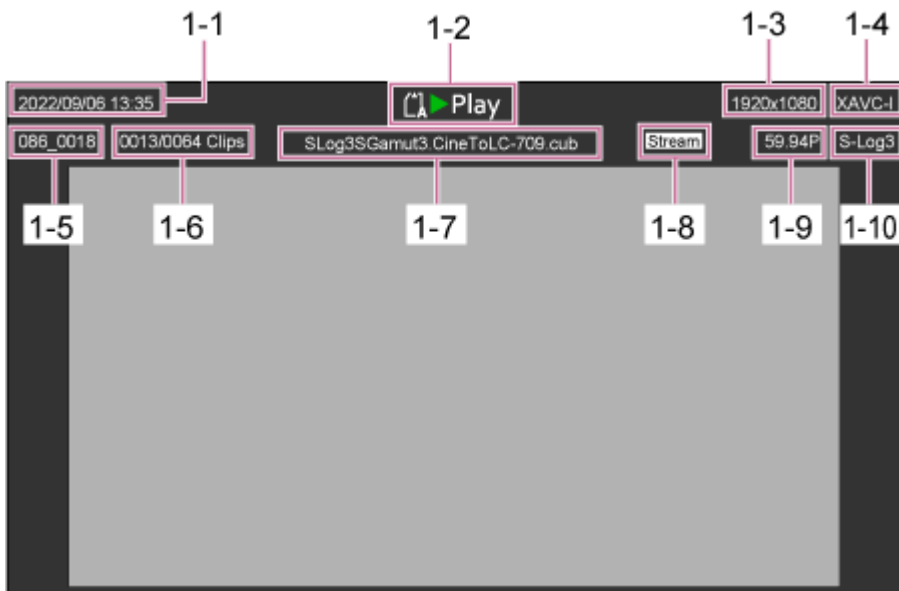 1-1
1-2
1-3
1-4
2022/09/06 13:35
A Play
1920x1080
XAVC-I
086_0018
0013/0064 Clips
SLog3SGamut3.CineToLC-709.cub
Stream
59.94P
S-Log3
1-5
1-6
1-7
1-8
1-9
1-10